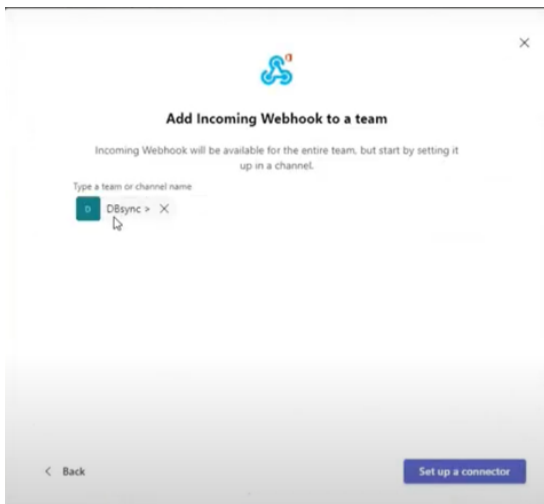 Add Incoming Webhook to a team
Incoming Webhook will be available for the entire team, but start by setting it
up in a channel.
Type a team or channel name
D DBsync >
< Back
Set up a connector